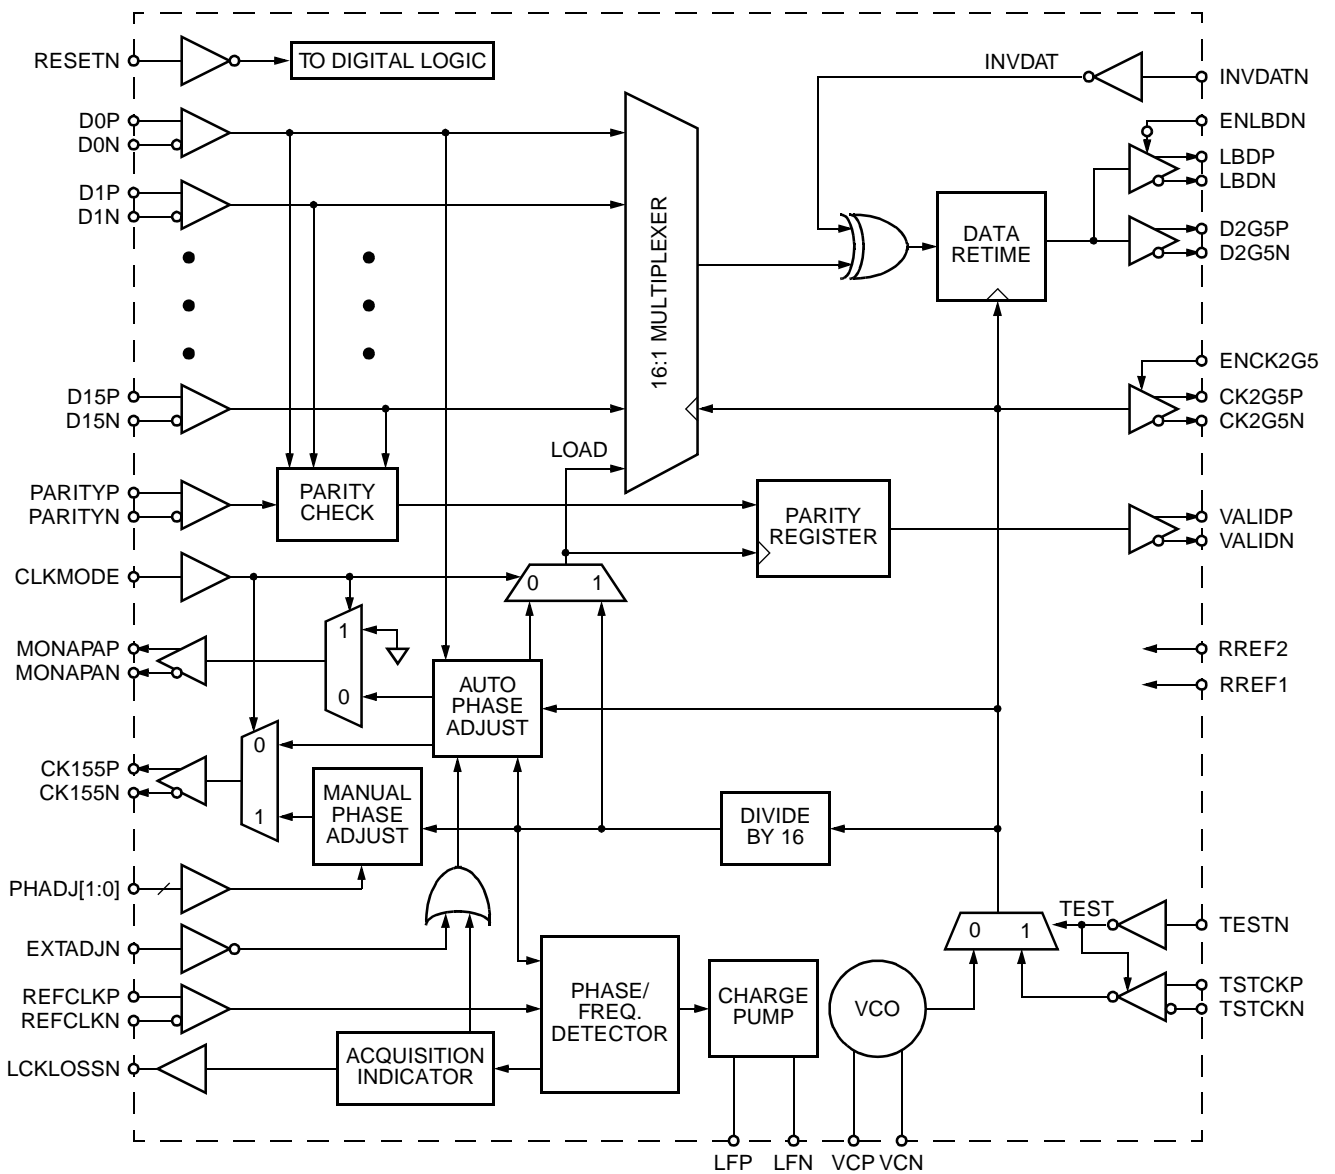 RESETN
TO DIGITAL LOGIC
INVDAT
INVDATN
D0P
D0N
ENLBDN
LBDP
LBDN
D1P
D1N
16:1 MULTIPLEXER
DATA
RETIME
D2G5P
D2G5N
D15P
D15N
ENCK2G5
CK2G5P
CK2G5N
LOAD
PARITYP
PARITYN
PARITY
CHECK
PARITY
REGISTER
VALIDP
VALIDN
CLKMODE
0 1
MONAPAP
MONAPAN
1
0
AUTO
PHASE
ADJUST
RREF2
RREF1
CK155P
CK155N
0
1
MANUAL
PHASE
ADJUST
DIVIDE
BY 16
PHADJ[1:0]
EXTADJN
0 1
TEST
TESTN
REFCLKP
REFCLKN
PHASE/
FREQ.
DETECTOR
CHARGE
PUMP
VCO
TSTCKP
TSTCKN
LCKLOSSN
ACQUISITION
INDICATOR
LFP
LFN
VCP
VCN